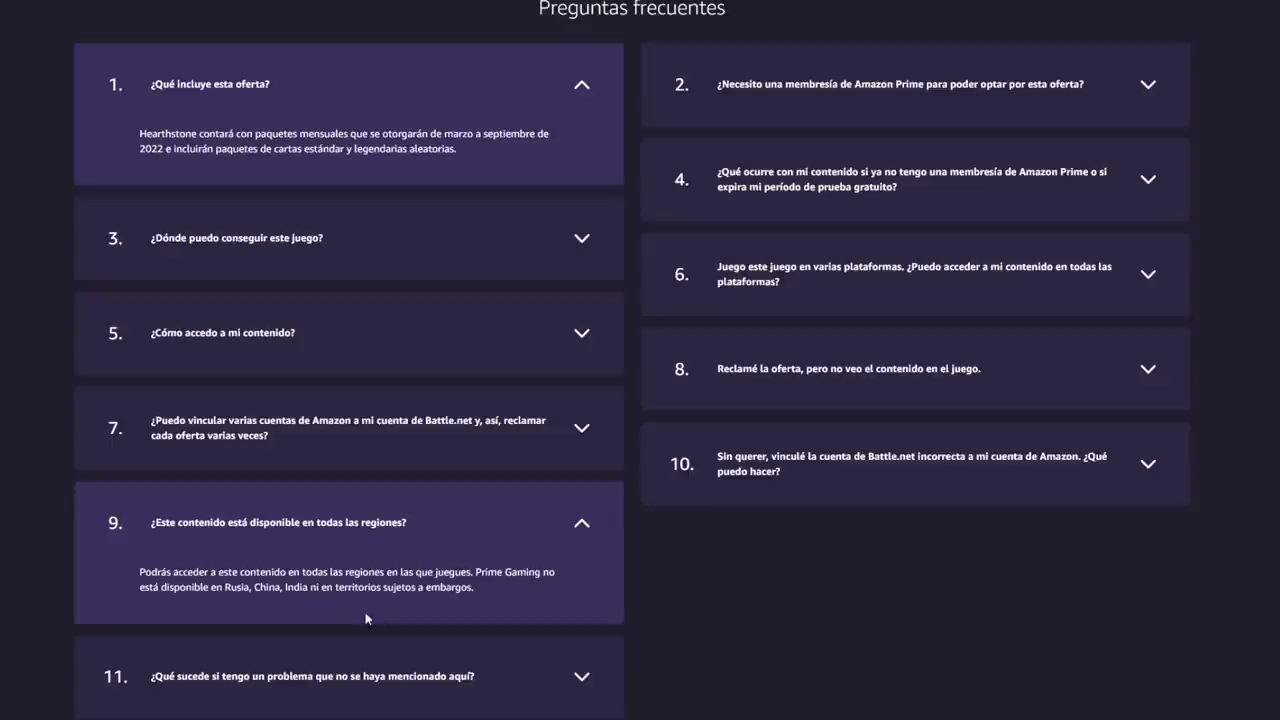 Preguntas frecuentes
1. ¿Qué incluye esta oferta?
Hearthstone contará con paquetes mensuales que se otorgarán de marzo a septiembre de
2022 e incluirán paquetes de cartas estándar y legendarias aleatorias.
2. ¿Necesito una membresía de Amazon Prime para poder optar por esta oferta?
3. ¿Dónde puedo conseguir este juego?
4. ¿Qué ocurre con mi contenido si ya no tengo una membresía de Amazon Prime o si
expira mi período de prueba gratuito?
5. ¿Cómo accedo a mi contenido?
6. Juego este juego en varias plataformas. ¿Puedo acceder a mi contenido en todas las
plataformas?
7. ¿Puedo vincular varias cuentas de Amazon a mi cuenta de Battle.net y, así, reclamar
cada oferta varias veces?
8. Reclamé la oferta, pero no veo el contenido en el juego.
9. ¿Este contenido está disponible en todas las regiones?
Podrás acceder a este contenido en todas las regiones en las que juegues. Prime Gaming no
está disponible en Rusia, China, India ni en territorios sujetos a embargos.
10. Sin querer, vinculé la cuenta de Battle.net incorrecta a mi cuenta de Amazon. ¿Qué
puedo hacer?
11. ¿Qué sucede si tengo un problema que no se haya mencionado aquí?